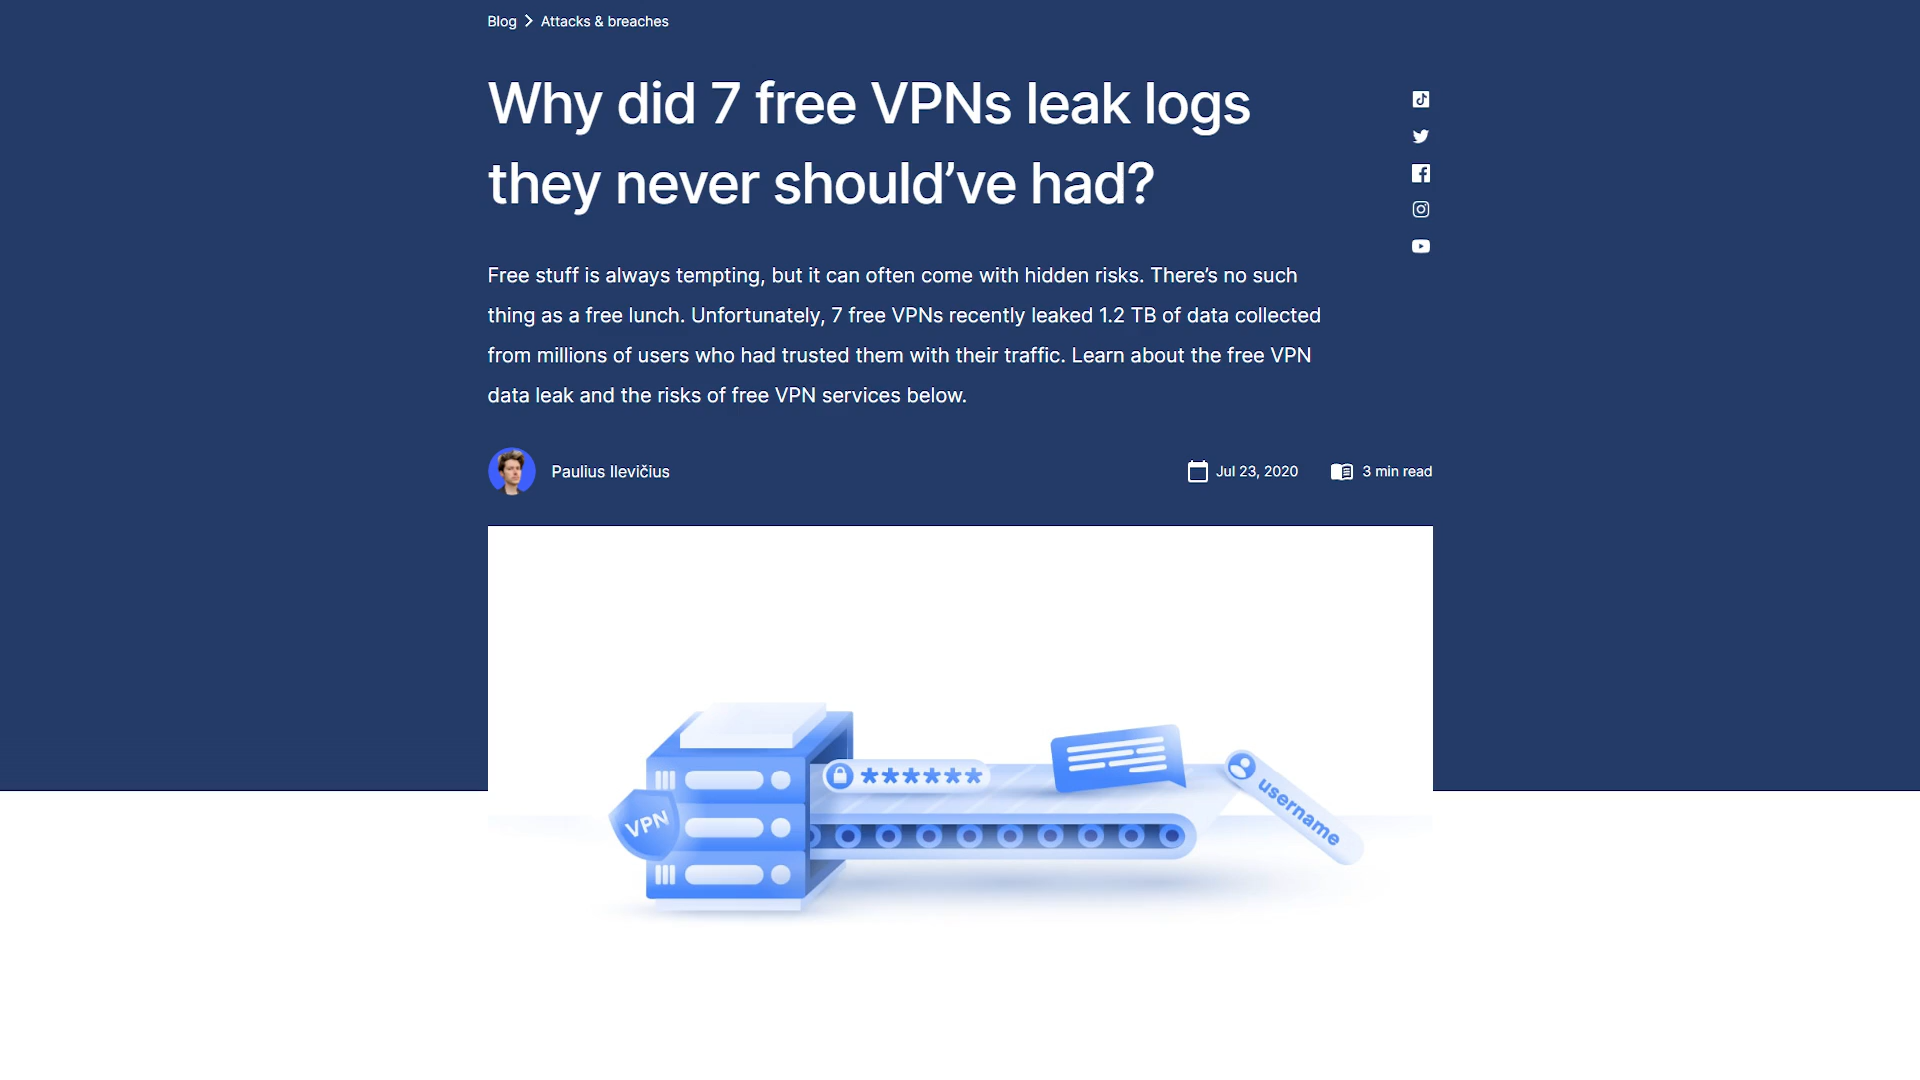 Blog > Attacks & breaches
Why did 7 free VPNs leak logs
they never should’ve had?
Free stuff is always tempting, but it can often come with hidden risks. There’s no such
thing as a free lunch. Unfortunately, 7 free VPNs recently leaked 1.2 TB of data collected
from millions of users who had trusted them with their traffic. Learn about the free VPN
data leak and the risks of free VPN services below.
Paulius Ilevičius
Jul 23, 2020
3 min read
******
VPN
username